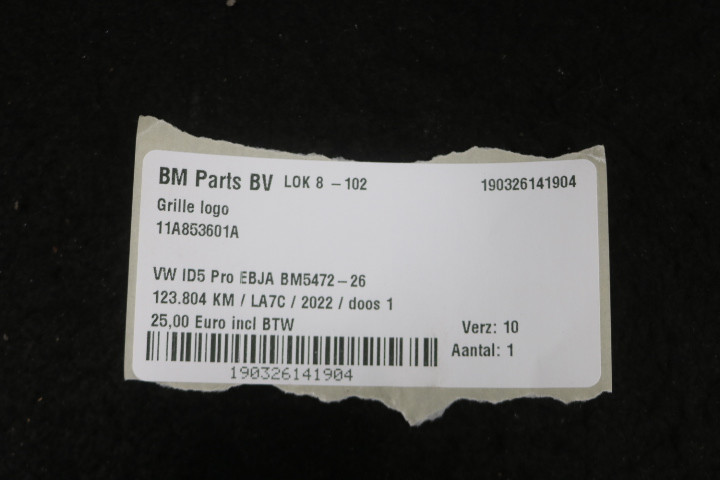 BM Parts BV LOK 8 - 102 190326141904
Grille logo
11A853601A
VW ID5 Pro EBJA BM5472-26
123.804 KM / LA7C / 2022 / doos 1
25,00 Euro incl BTW Verz: 10
Aantal: 1
190326141904